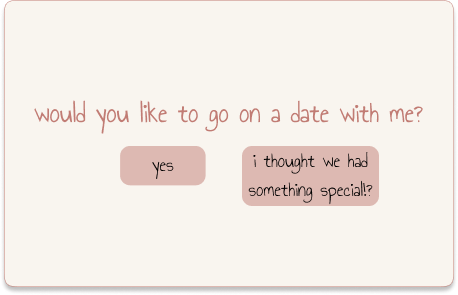 would you like to go on a date with me?
yes
i thought we had
something special!?